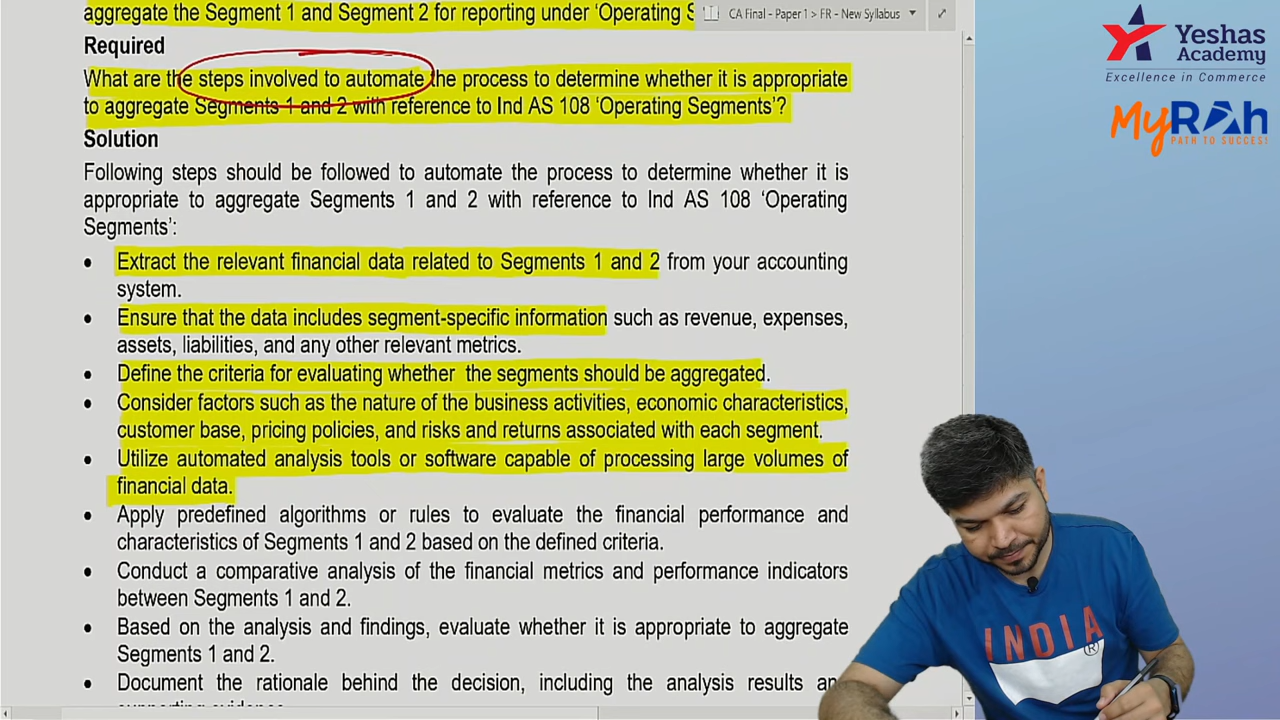 aggregate the Segment 1 and Segment 2 for reporting under 'Operating S
CA Final - Paper 1 > FR - New Syllabus
Required
What are the steps involved to automate the process to determine whether it is appropriate
to aggregate Segments 1 and 2 with reference to Ind AS 108 'Operating Segments'?
Solution
Following steps should be followed to automate the process to determine whether it is
appropriate to aggregate Segments 1 and 2 with reference to Ind AS 108 'Operating
Segments':
• Extract the relevant financial data related to Segments 1 and 2 from your accounting
system.
• Ensure that the data includes segment-specific information such as revenue, expenses,
assets, liabilities, and any other relevant metrics.
• Define the criteria for evaluating whether the segments should be aggregated.
• Consider factors such as the nature of the business activities, economic characteristics,
customer base, pricing policies, and risks and returns associated with each segment.
• Utilize automated analysis tools or software capable of processing large volumes of
financial data.
• Apply predefined algorithms or rules to evaluate the financial performance and
characteristics of Segments 1 and 2 based on the defined criteria.
• Conduct a comparative analysis of the financial metrics and performance indicators
between Segments 1 and 2.
• Based on the analysis and findings, evaluate whether it is appropriate to aggregate
Segments 1 and 2.
• Document the rationale behind the decision, including the analysis results an
Yeshas
Academy
Excellence in Commerce
MyRAh
PATH TO SUCCESS
INDIA
®